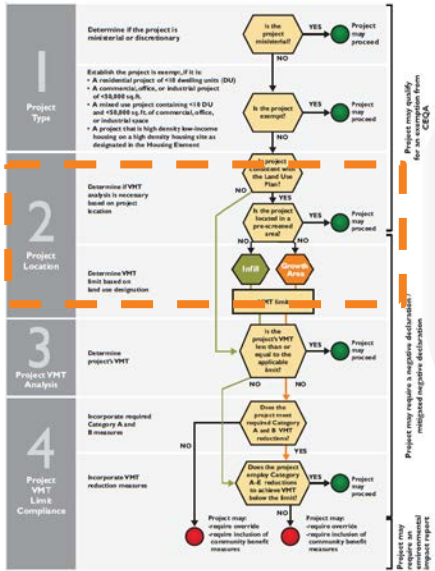 1
Project
Type
Determine if the project is
ministerial or discretionary
Is the
project
ministerial?
YES
Project
may
proceed
NO
Establish the project is exempt, if it is:
• A residential project of <10 dwelling units (DU)
• A commercial, office, or industrial project
of <50,000 sq.ft.
• A mixed use project containing <10 DU
and <50,000 sq.ft. of commercial, office,
or industrial space
• A project that is high density low-income
housing on a high density housing site as
designated in the Housing Element
Is the project
exempt?
YES
Project
may
proceed
NO
Project may qualify
for an exemption from
CEQA
2
Project
Location
Determine if VMT
analysis is necessary
based on project
location
Is project
consistent with
the Land Use
Plan?
NO
YES
Is the project
located in a
pre-screened
area?
YES
Project
may
proceed
NO
NO
Determine VMT
limit based on
land use designation
Infill
Growth
Area
VMT limit
3
Project VMT
Analysis
Determine
project's VMT
Is the
project's VMT
less than or
equal to the
applicable
limit?
YES
Project
may
proceed
NO
NO
Project may require a negative declaration /
mitigated negative declaration
4
Project
VMT
Limit
Compliance
Incorporate required
Category A and
B measures
Does the
project meet
required Category
A and B VMT
reductions?
NO
YES
Incorporate VMT
reduction measures
Does the project
employ Category
A-E reductions
to achieve VMT
below the limit?
YES
Project
may
proceed
NO
NO
Project may:
-require override
-require inclusion of
community benefit
measures
Project may:
-require override
-require inclusion of
community benefit
measures
Project may
require an
environmental
impact report